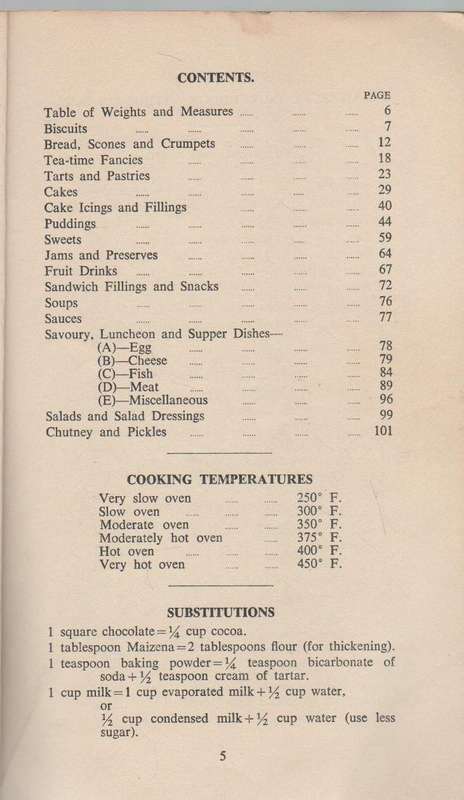 CONTENTS.
PAGE
Table of Weights and Measures ...... ...... ...... 6
Biscuits ...... ...... ...... ...... ...... 7
Bread, Scones and Crumpets ...... ...... ...... 12
Tea-time Fancies ...... ...... ...... ...... 18
Tarts and Pastries ...... ...... ...... ...... 23
Cakes ...... ...... ...... ...... ...... 29
Cake Icings and Fillings ...... ...... ...... 40
Puddings ...... ...... ...... ...... ...... 44
Sweets ...... ...... ...... ...... ...... 59
Jams and Preserves ...... ...... ...... ...... 64
Fruit Drinks ...... ...... ...... ...... ...... 67
Sandwich Fillings and Snacks ...... ...... ...... 72
Soups ...... ...... ...... ...... ...... 76
Sauces ...... ...... ...... ...... ...... 77
Savoury, Luncheon and Supper Dishes—
(A)—Egg ...... ...... ...... ...... 78
(B)—Cheese ...... ...... ...... ...... 79
(C)—Fish ...... ...... ...... ...... 84
(D)—Meat ...... ...... ...... ...... 89
(E)—Miscellaneous ...... ...... ...... 96
Salads and Salad Dressings ...... ...... ...... 99
Chutney and Pickles ...... ...... ...... ...... 101
COOKING TEMPERATURES
Very slow oven ...... ...... 250° F.
Slow oven ...... ...... ...... 300° F.
Moderate oven ...... ...... 350° F.
Moderately hot oven ...... 375° F.
Hot oven ...... ...... ...... 400° F.
Very hot oven ...... ...... 450° F.
SUBSTITUTIONS
1 square chocolate=¼ cup cocoa.
1 tablespoon Maizena=2 tablespoons flour (for thickening).
1 teaspoon baking powder=¼ teaspoon bicarbonate of
soda+½ teaspoon cream of tartar.
1 cup milk=1 cup evaporated milk+½ cup water,
or
½ cup condensed milk+½ cup water (use less
sugar).
5